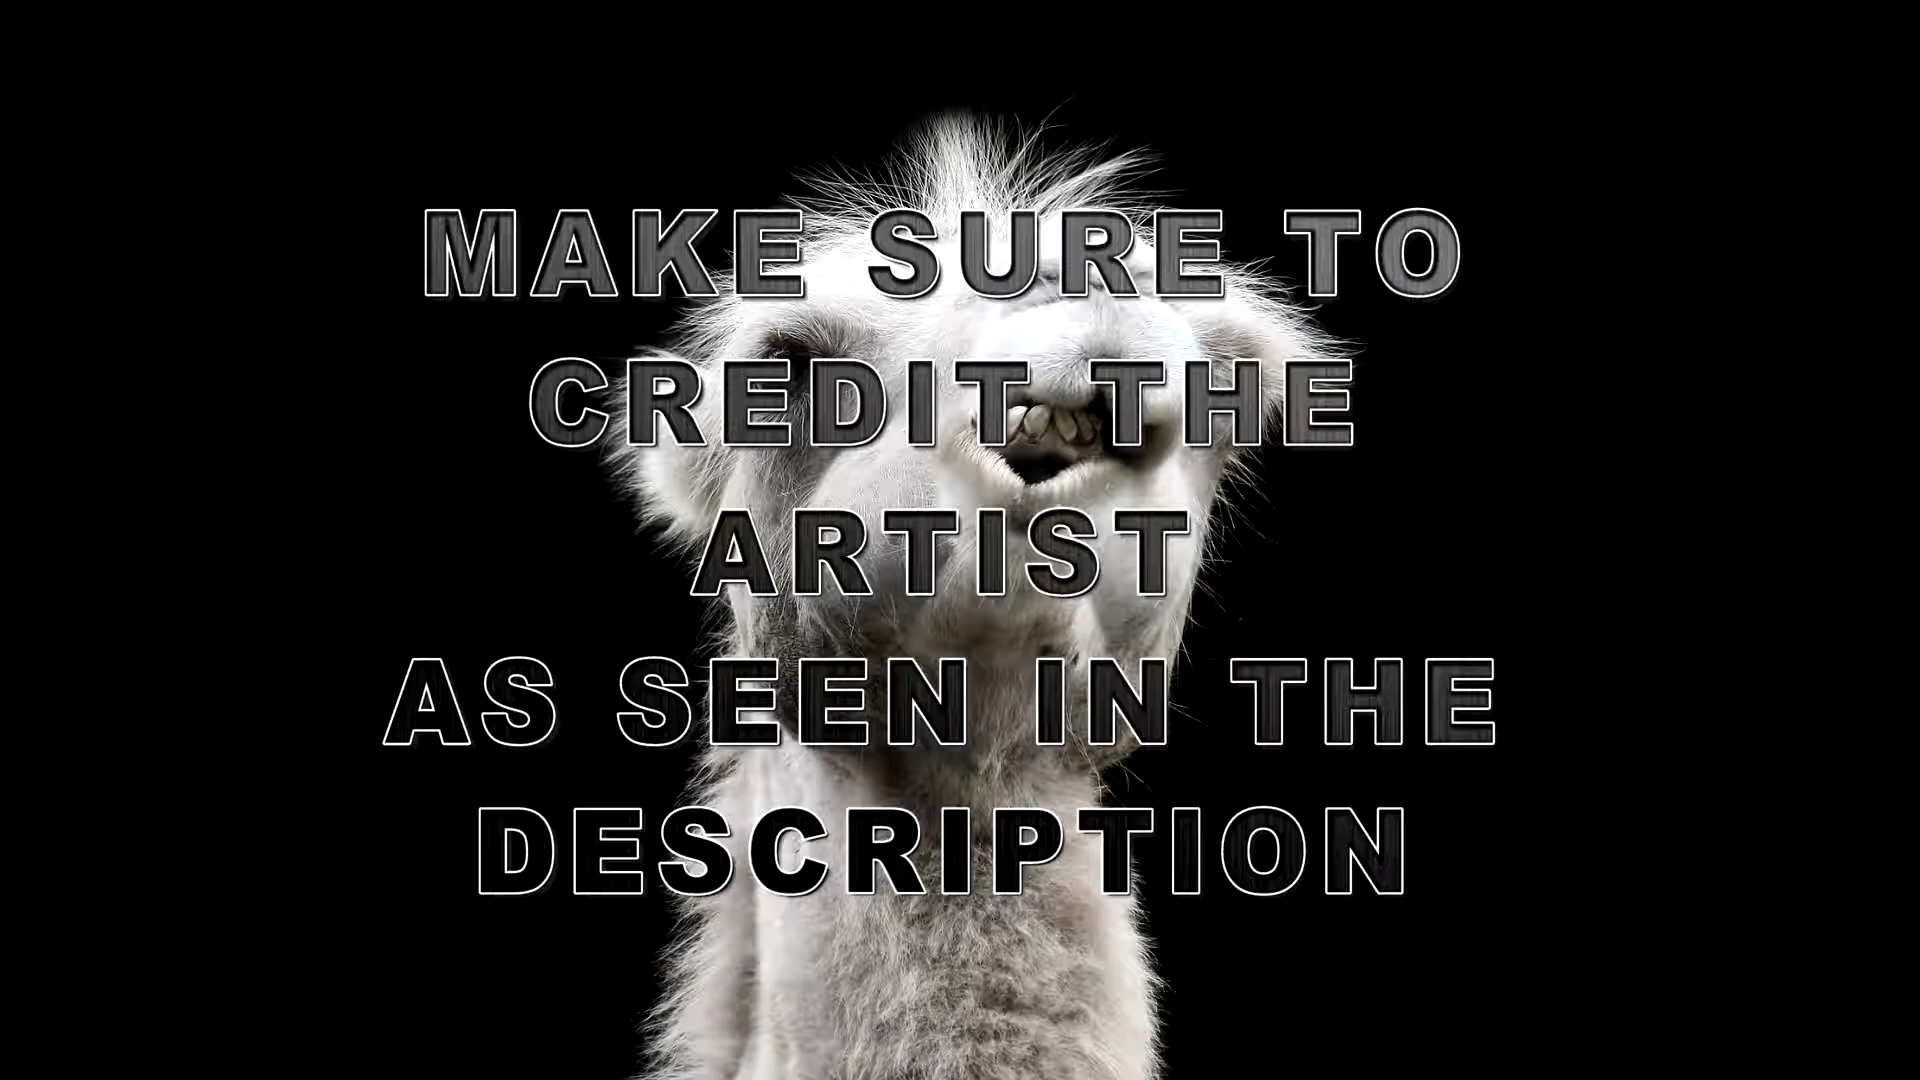 MAKE SURE TO
CREDIT THE
ARTIST
AS SEEN IN THE
DESCRIPTION